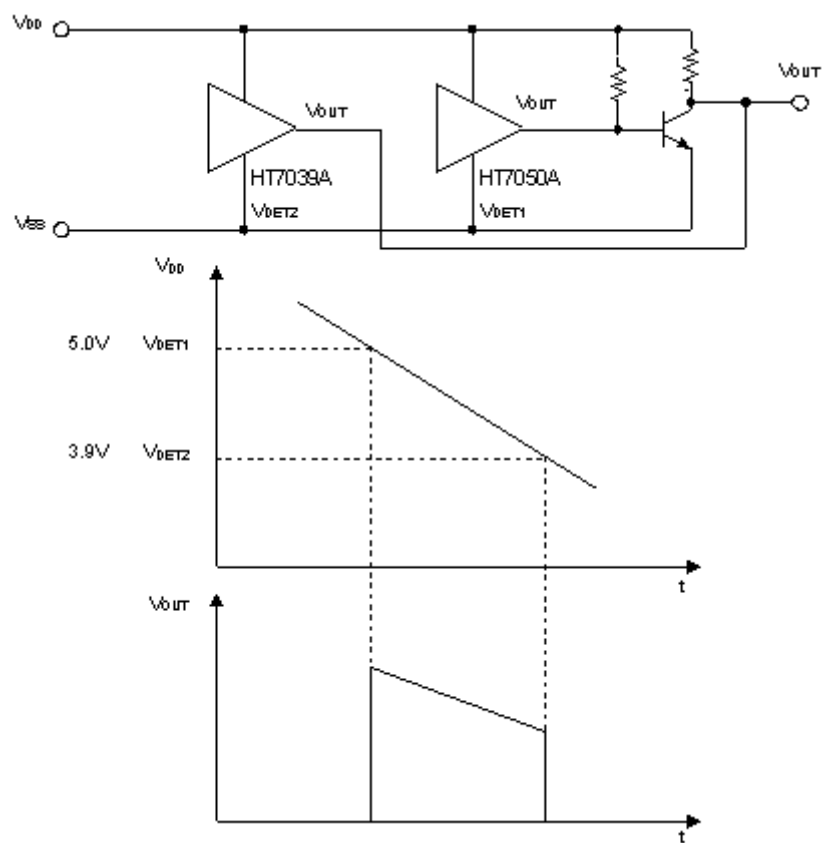 VDD
VOUT
VOUT
VOUT
HT7039A
HT7050A
VSS
VDET2
VDET1
VDD
5.0V VDET1
3.9V VDET2
t
VOUT
t